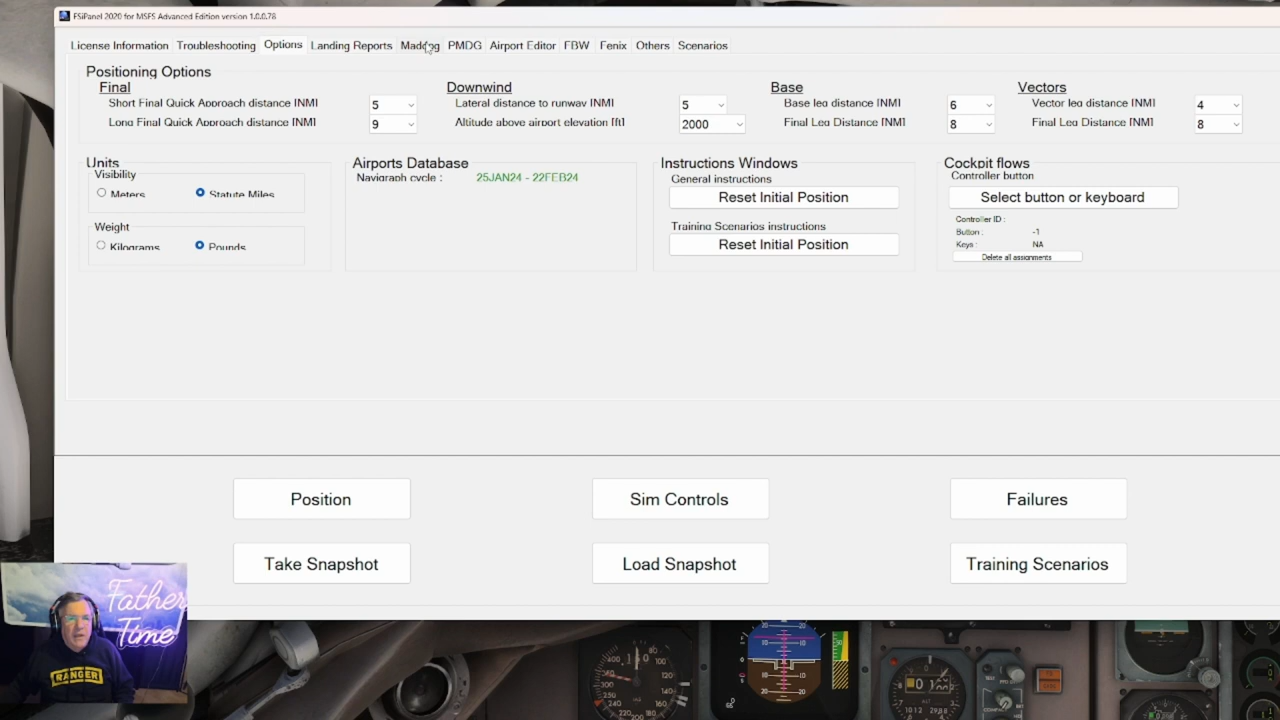 FSiPanel 2020 for MSFS Advanced Edition version 1.0.0.78
License Information Troubleshooting Options Landing Reports Maddog PMDG Airport Editor FBW Fenix Others Scenarios
Positioning Options
Final
Short Final Quick Approach distance [NM] 5
Long Final Quick Approach distance [NM] 9
Downwind
Lateral distance to runway [NM] 5
Altitude above airport elevation [ft] 2000
Base
Base leg distance [NM] 6
Final Leg Distance [NM] 8
Vectors
Vector leg distance [NM] 4
Final Leg Distance [NM] 8
Units
Visibility
Meters Statute Miles
Weight
Kilograms Pounds
Airports Database
Navigraph cycle : 25JAN24 - 22FEB24
Instructions Windows
General instructions
Reset Initial Position
Training Scenarios instructions
Reset Initial Position
Cockpit flows
Controller button
Select button or keyboard
Controller ID :
Button : -1
Keys : NA
Delete all assignments
Position Sim Controls Failures
Take Snapshot Load Snapshot Training Scenarios
Father
Time
RANGER